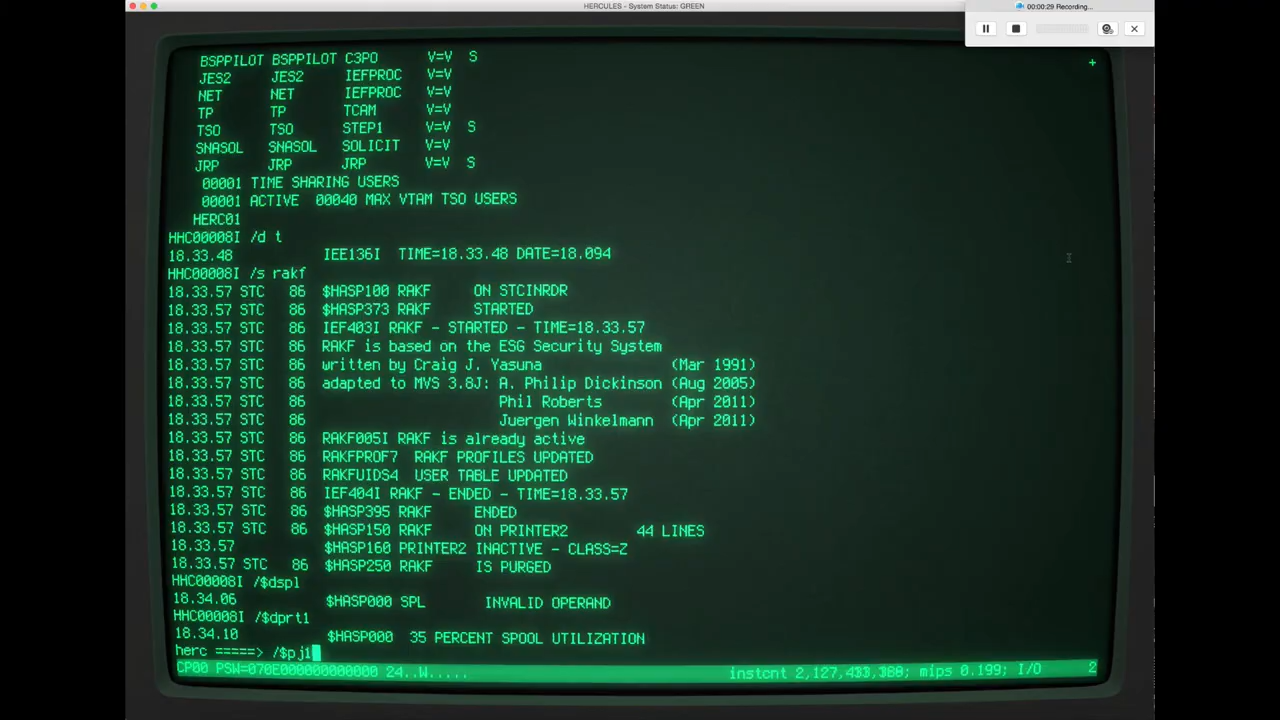 HERCULES - System Status: GREEN
00:00:29 Recording...
+
BSPPILOT BSPPILOT C3PO V=V S
JES2 JES2 IEFPROC V=V
NET NET IEFPROC V=V
TP TP TCAM V=V
TSO TSO STEP1 V=V S
SNASOL SNASOL SOLICIT V=V
JRP JRP JRP V=V S
00001 TIME SHARING USERS
00001 ACTIVE 00040 MAX VTAM TSO USERS
HERC01
HHC00008I /d t
18.33.48 IEE136I TIME=18.33.48 DATE=18.094
HHC00008I /s rakf
18.33.57 STC 86 $HASP100 RAKF ON STCINRDR
18.33.57 STC 86 $HASP373 RAKF STARTED
18.33.57 STC 86 IEF403I RAKF - STARTED - TIME=18.33.57
18.33.57 STC 86 RAKF is based on the ESG Security System
18.33.57 STC 86 written by Craig J. Yasuna (Mar 1991)
18.33.57 STC 86 adapted to MVS 3.8J: A. Philip Dickinson (Aug 2005)
18.33.57 STC 86 Phil Roberts (Apr 2011)
18.33.57 STC 86 Juergen Winkelmann (Apr 2011)
18.33.57 STC 86 RAKF005I RAKF is already active
18.33.57 STC 86 RAKFPROF7 RAKF PROFILES UPDATED
18.33.57 STC 86 RAKFUIDS4 USER TABLE UPDATED
18.33.57 STC 86 IEF404I RAKF - ENDED - TIME=18.33.57
18.33.57 STC 86 $HASP395 RAKF ENDED
18.33.57 STC 86 $HASP150 RAKF ON PRINTER2 44 LINES
18.33.57 $HASP160 PRINTER2 INACTIVE - CLASS=Z
18.33.57 STC 86 $HASP250 RAKF IS PURGED
HHC00008I /$dspl
18.34.06 $HASP000 SPL INVALID OPERAND
HHC00008I /$dprt1
18.34.10 $HASP000 35 PERCENT SPOOL UTILIZATION
herc =====> /$pj1
CP00 PSW=070E000000000000 24..W..... instcnt 2,127,433,388; mips 0.199; I/O 2